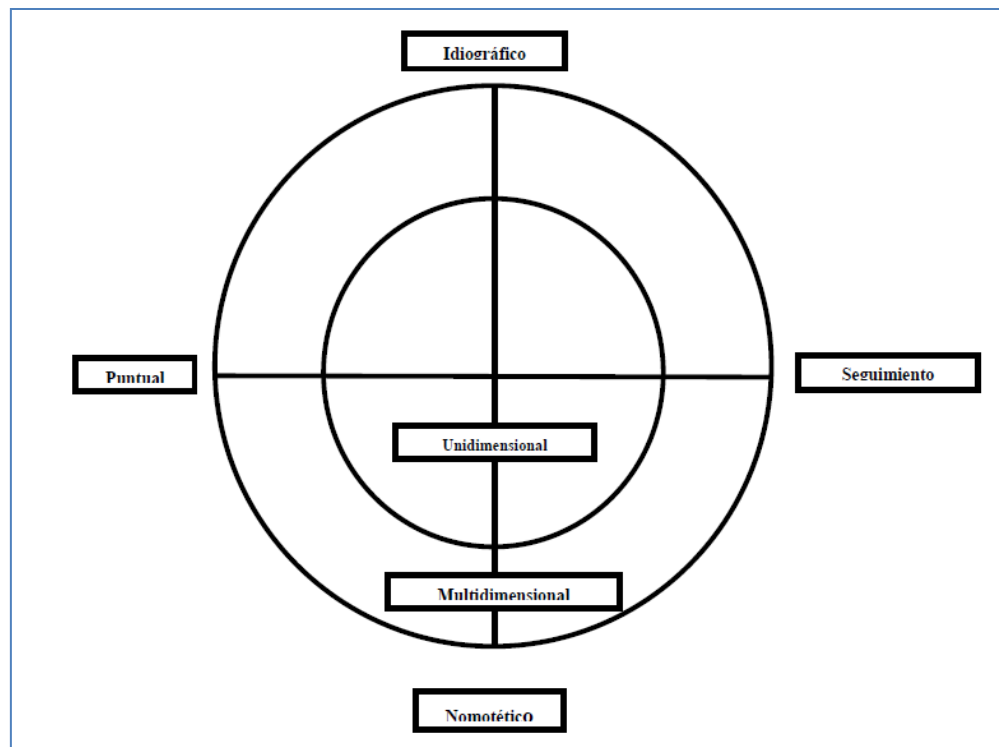 Idiográfico
Puntual
Seguimiento
Unidimensional
Multidimensional
Nomotético